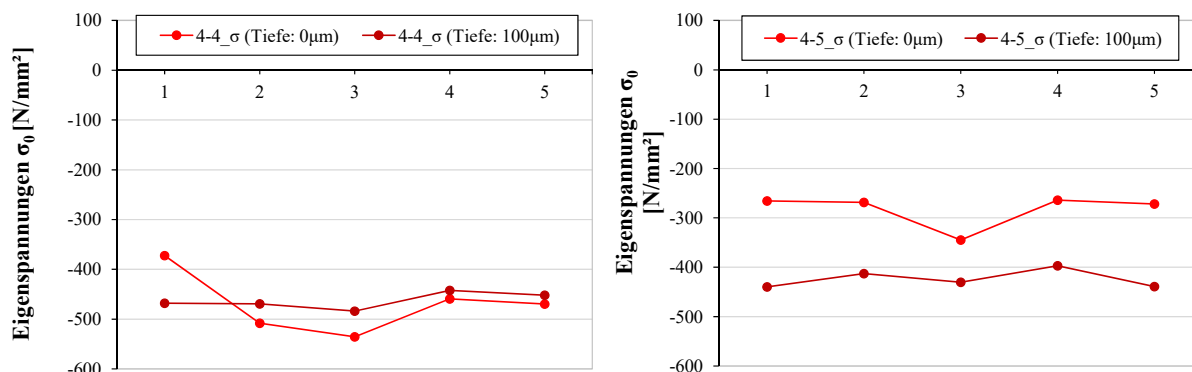 4-4_σ (Tiefe: 0μm) 4-4_σ (Tiefe: 100μm)
Eigenspannungen σ₀ [N/mm²]
100
0
-100
-200
-300
-400
-500
-600
1 2 3 4 5
4-5_σ (Tiefe: 0μm) 4-5_σ (Tiefe: 100μm)
Eigenspannungen σ₀
[N/mm²]
100
0
-100
-200
-300
-400
-500
-600
1 2 3 4 5